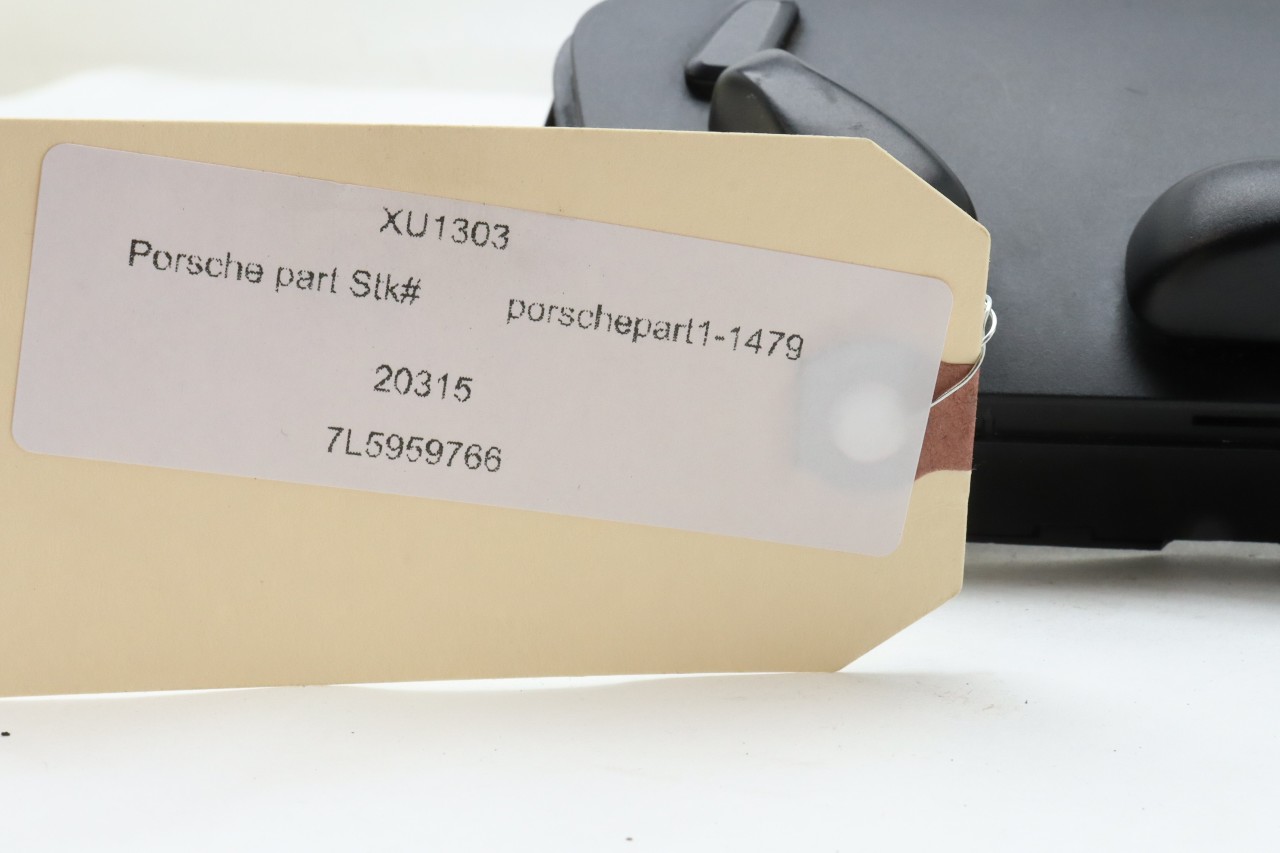 XU1303
Porsche part Stk# porschepart1-1479
20315
7L5959766